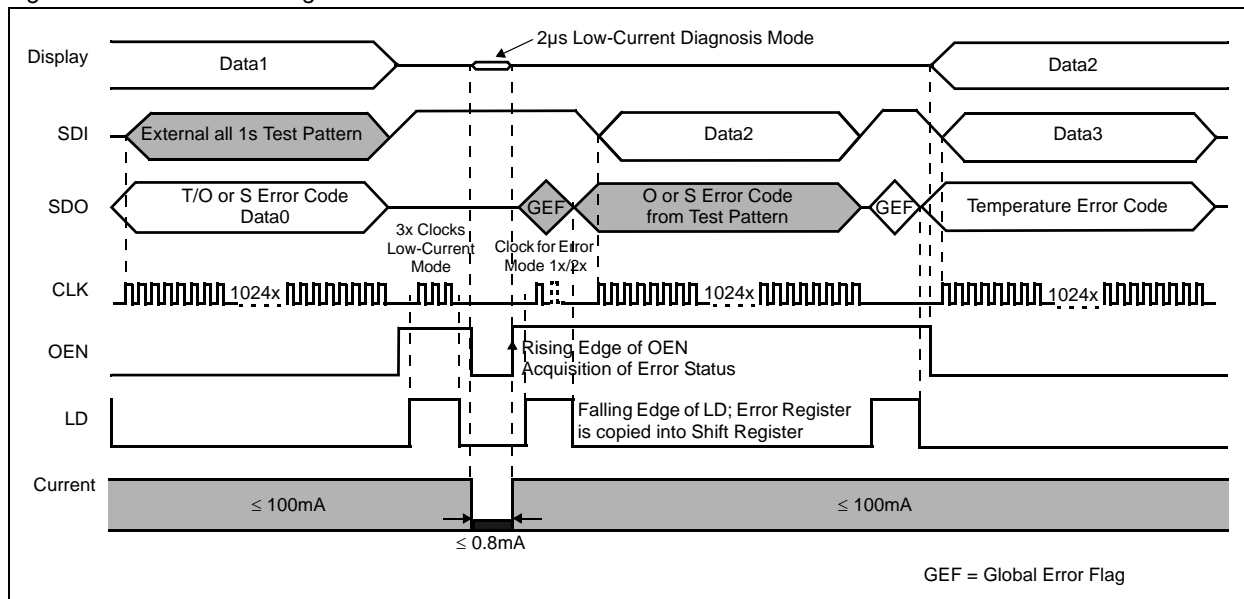 2µs Low-Current Diagnosis Mode
Display
Data1
Data2
SDI
External all 1s Test Pattern
Data2
Data3
SDO
T/O or S Error Code
Data0
GEF
O or S Error Code
from Test Pattern
GEF
Temperature Error Code
3x Clocks
Low-Current
Mode
Clock for Error
Mode 1x/2x
CLK
1024x
1024x
1024x
OEN
Rising Edge of OEN
Acquisition of Error Status
LD
Falling Edge of LD; Error Register
is copied into Shift Register
Current
≤ 100mA
≤ 100mA
≤ 0.8mA
GEF = Global Error Flag